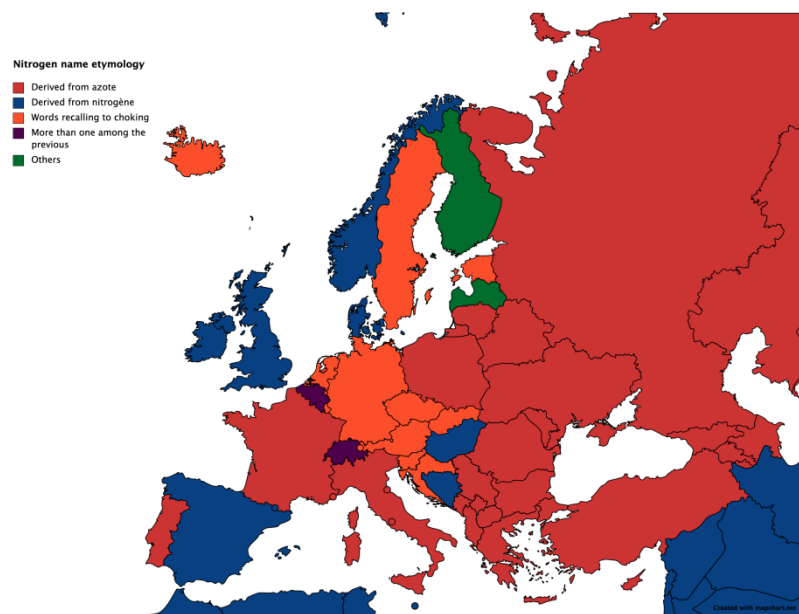 Nitrogen name etymology
Derived from azote
Derived from nitrogène
Words recalling to choking
More than one among the
previous
Others
Created with mapchart.net